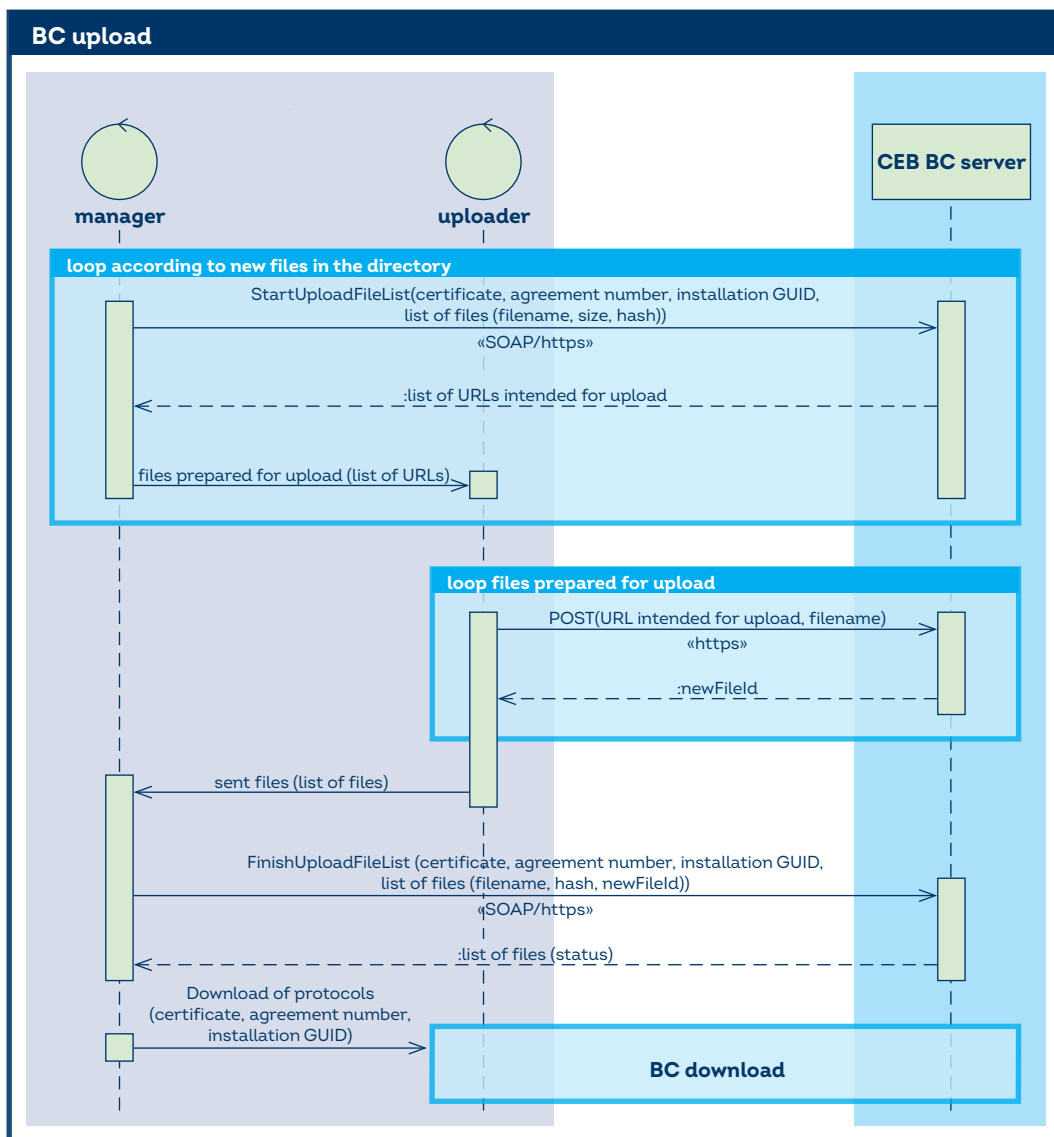 BC upload
manager
uploader
CEB BC server
loop according to new files in the directory
StartUploadFileList(certificate, agreement number, installation GUID,
list of files (filename, size, hash))
«SOAP/https»
:list of URLs intended for upload
files prepared for upload (list of URLs)
loop files prepared for upload
POST(URL intended for upload, filename)
«https»
:newFileId
sent files (list of files)
FinishUploadFileList (certificate, agreement number, installation GUID,
list of files (filename, hash, newFileId))
«SOAP/https»
:list of files (status)
Download of protocols
(certificate, agreement number,
installation GUID)
BC download